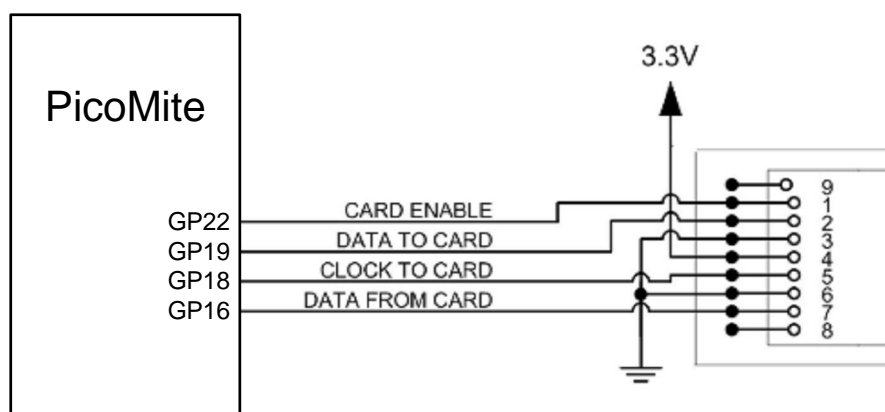 3.3V
PicoMite
9
GP22 CARD ENABLE 1
2
GP19 DATA TO CARD 3
4
GP18 CLOCK TO CARD 5
6
GP16 DATA FROM CARD 7
8